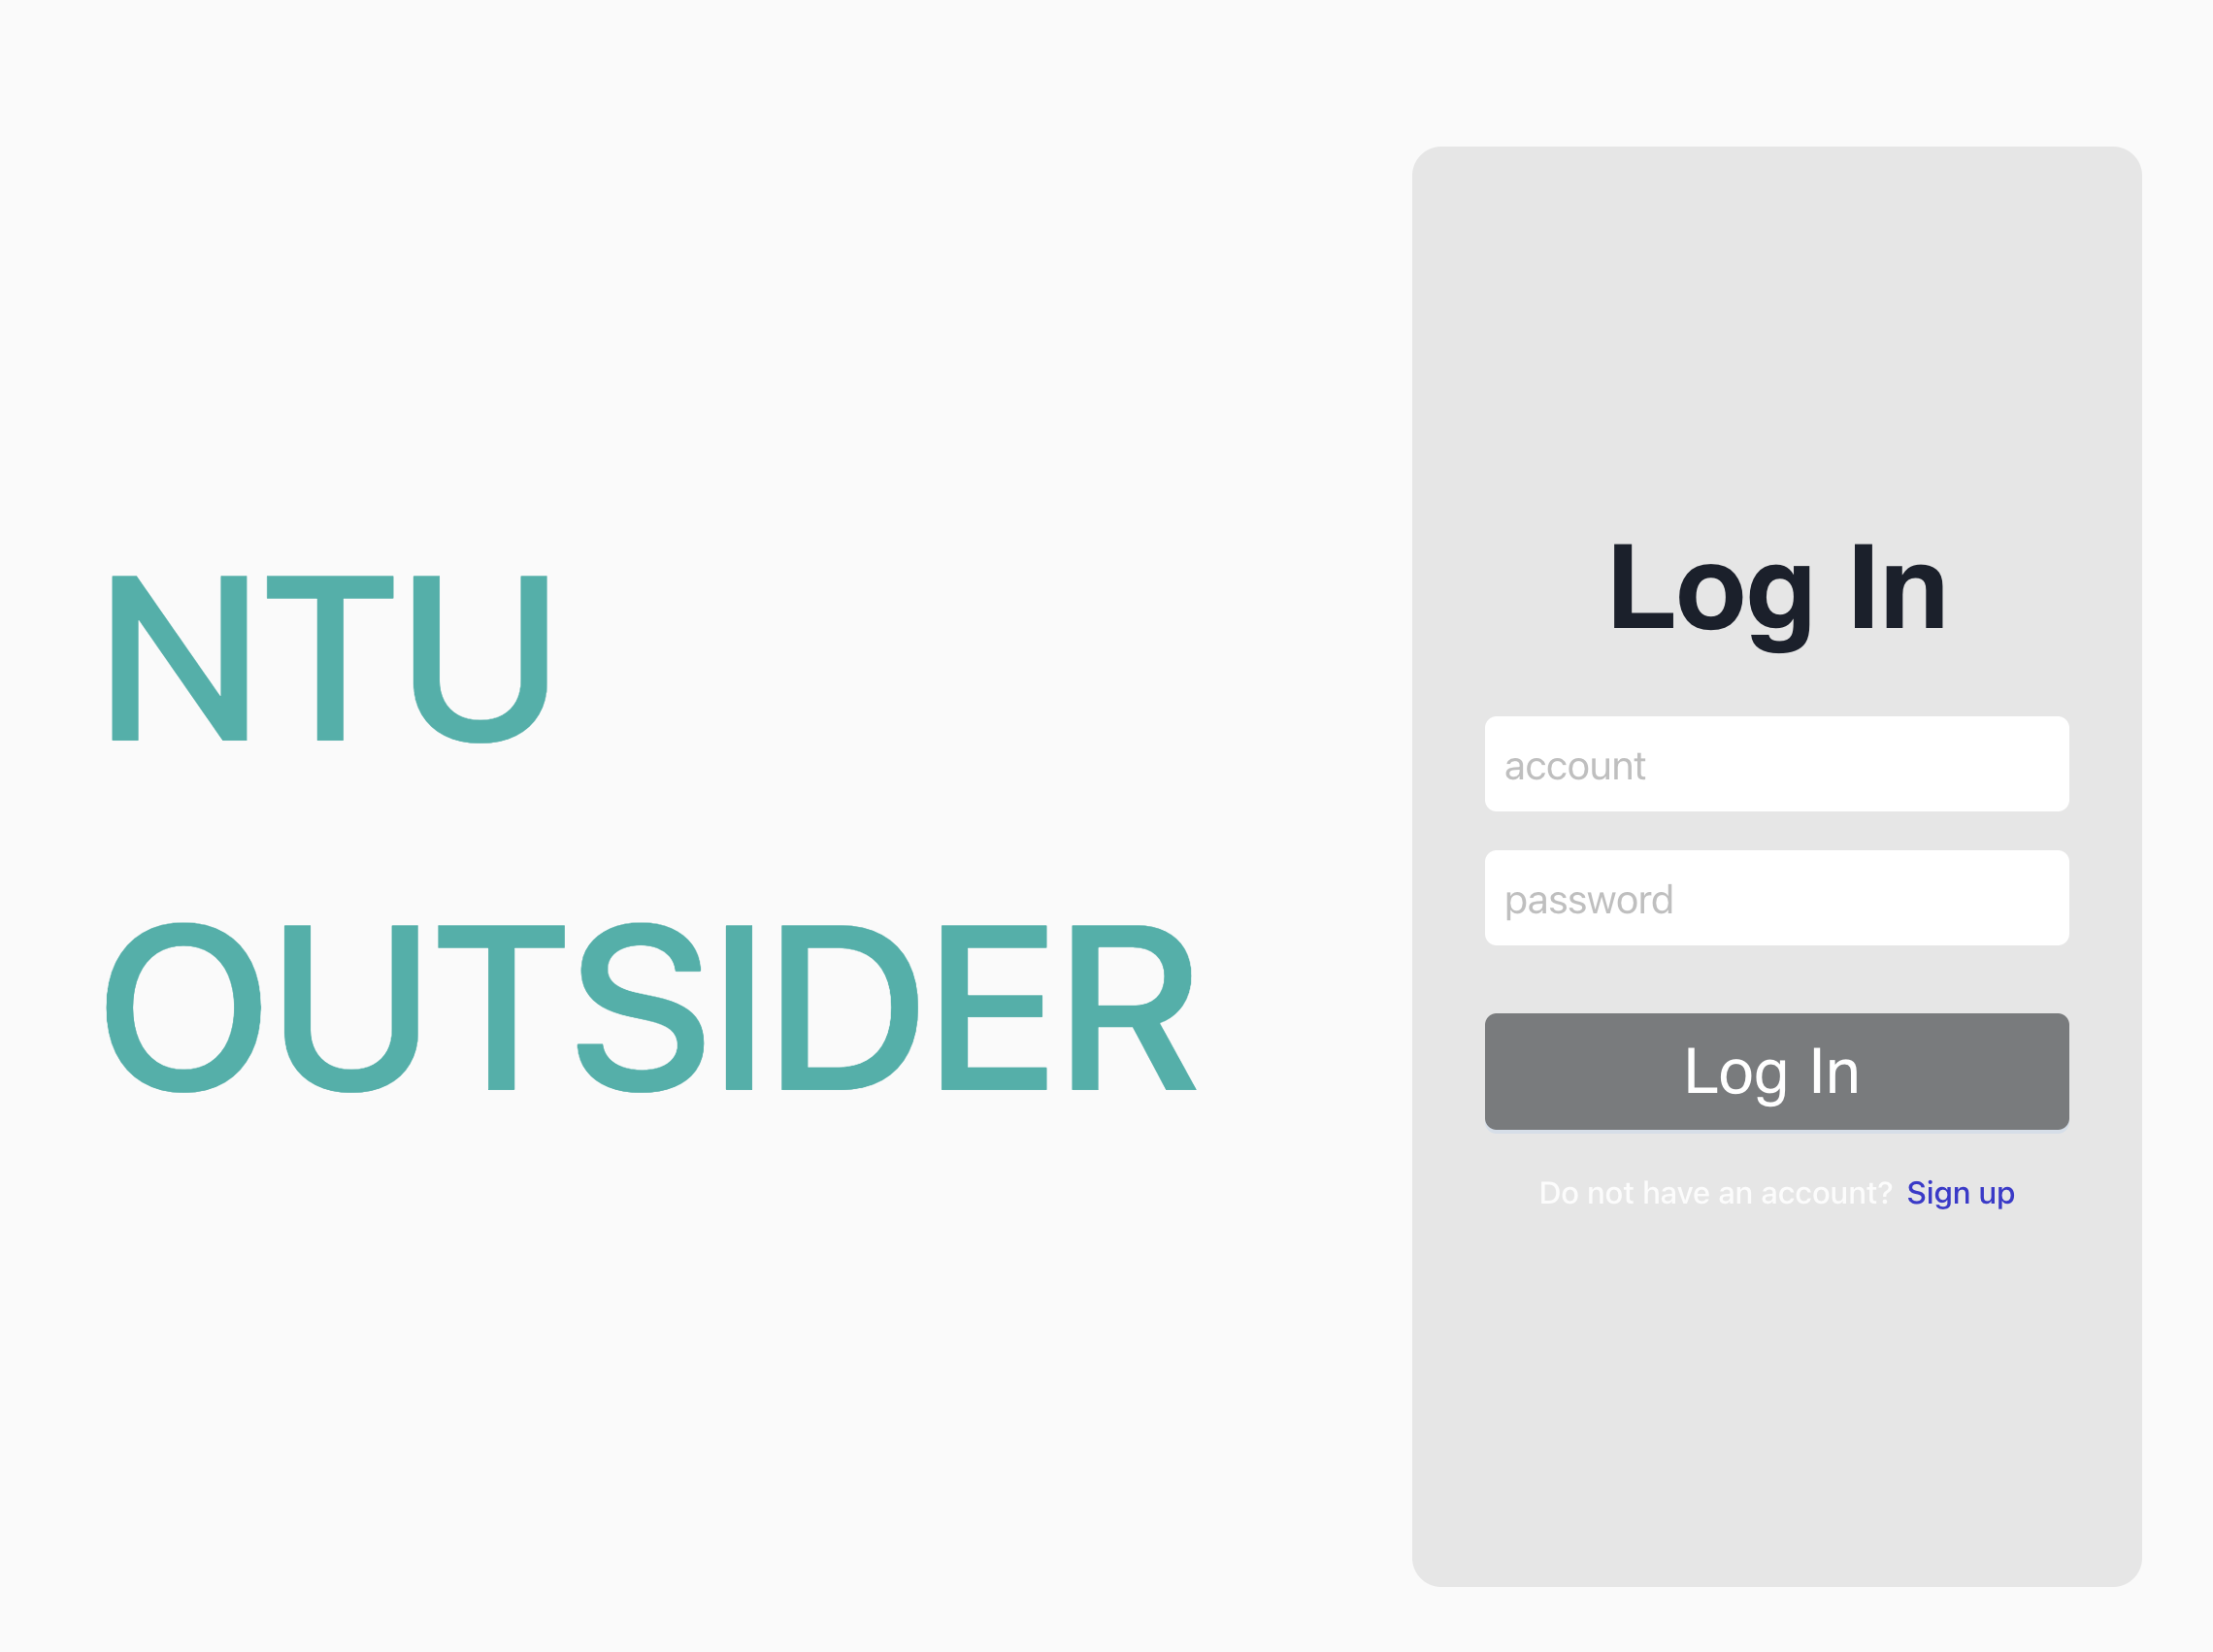 NTU
OUTSIDER
Log In
account
password
Log In
Do not have an account? Sign up